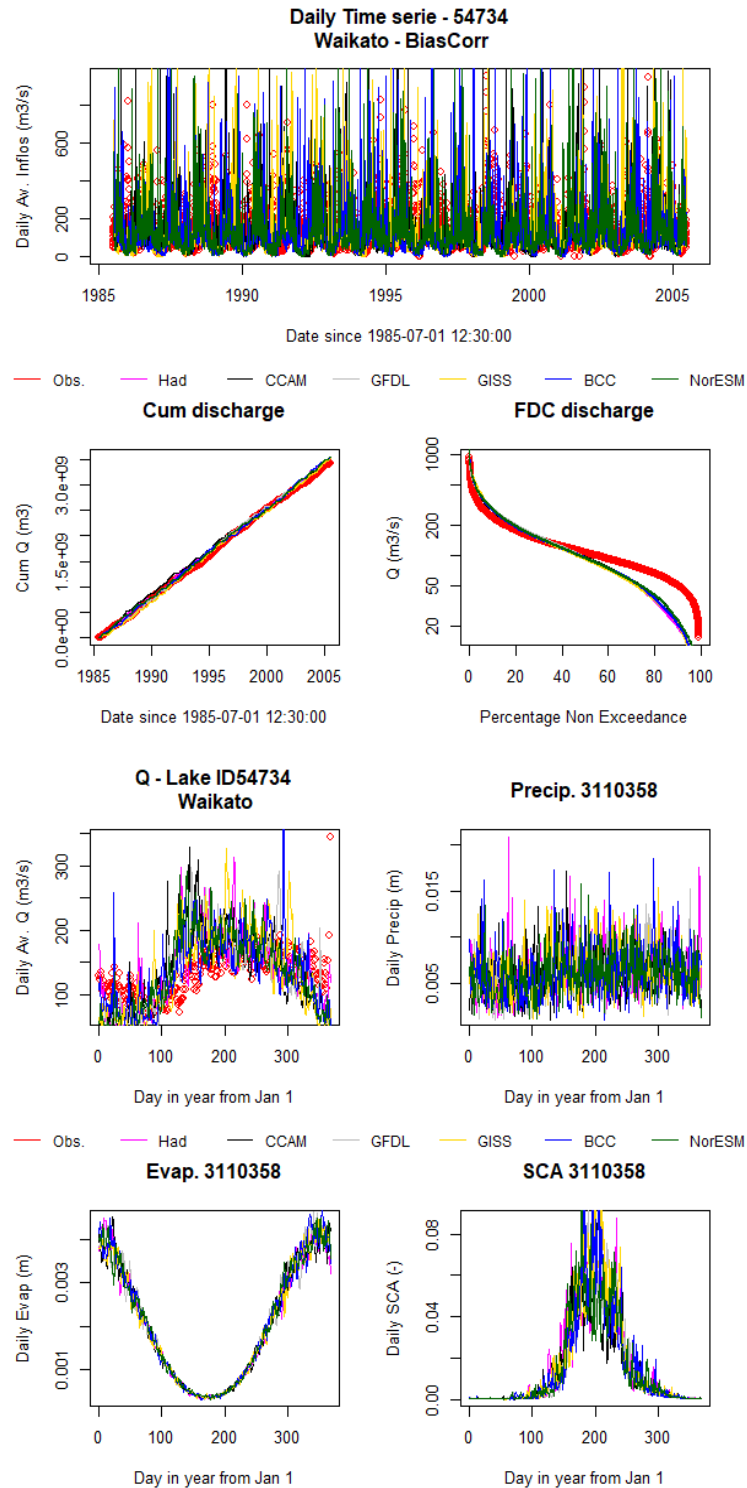 Daily Time serie - 54734
Waikato - BiasCorr
Daily Av. Inflos (m3/s)
0 200 600
1985 1990 1995 2000 2005
Date since 1985-07-01 12:30:00
Obs. Had CCAM GFDL GISS BCC NorESM
Cum discharge
Cum Q (m3)
0.0e+00 1.5e+09 3.0e+09
1985 1990 1995 2000 2005
Date since 1985-07-01 12:30:00
FDC discharge
Q (m3/s)
20 50 200 1000
0 20 40 60 80 100
Percentage Non Exceedance
Q - Lake ID54734
Waikato
Daily Av. Q (m3/s)
100 200 300
0 100 200 300
Day in year from Jan 1
Precip. 3110358
Daily Precip (m)
0.005 0.015
0 100 200 300
Day in year from Jan 1
Obs. Had CCAM GFDL GISS BCC NorESM
Evap. 3110358
Daily Evap (m)
0.001 0.003
0 100 200 300
Day in year from Jan 1
SCA 3110358
Daily SCA (-)
0.00 0.04 0.08
0 100 200 300
Day in year from Jan 1